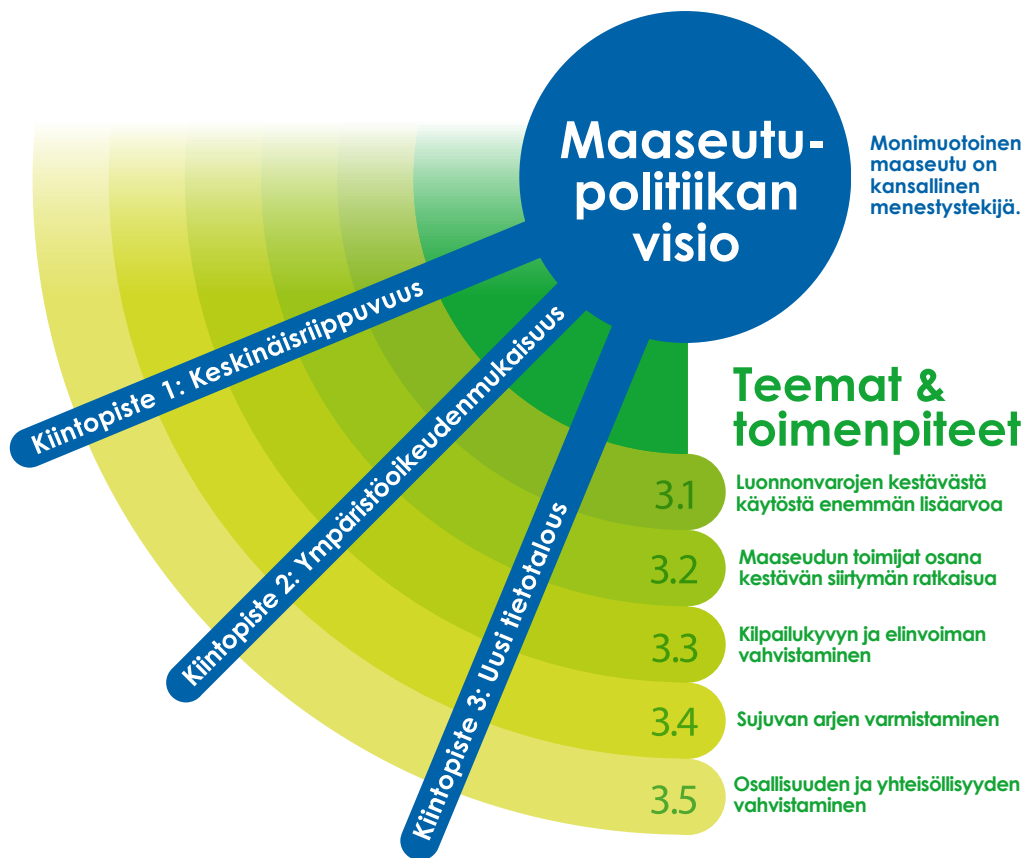 Maaseutu-
politiikan
visio
Monimuotoinen
maaseutu on
kansallinen
menestystekijä.
Kiintopiste 1: Keskinäisriippuvuus
Kiintopiste 2: Ympäristöoikeudenmukaisuus
Kiintopiste 3: Uusi tietotalous
Teemat &
toimenpiteet
3.1
Luonnonvarojen kestävästä
käytöstä enemmän lisäarvoa
3.2
Maaseudun toimijat osana
kestävän siirtymän ratkaisua
3.3
Kilpailukyvyn ja elinvoiman
vahvistaminen
3.4
Sujuvan arjen varmistaminen
3.5
Osallisuuden ja yhteisöllisyyden
vahvistaminen